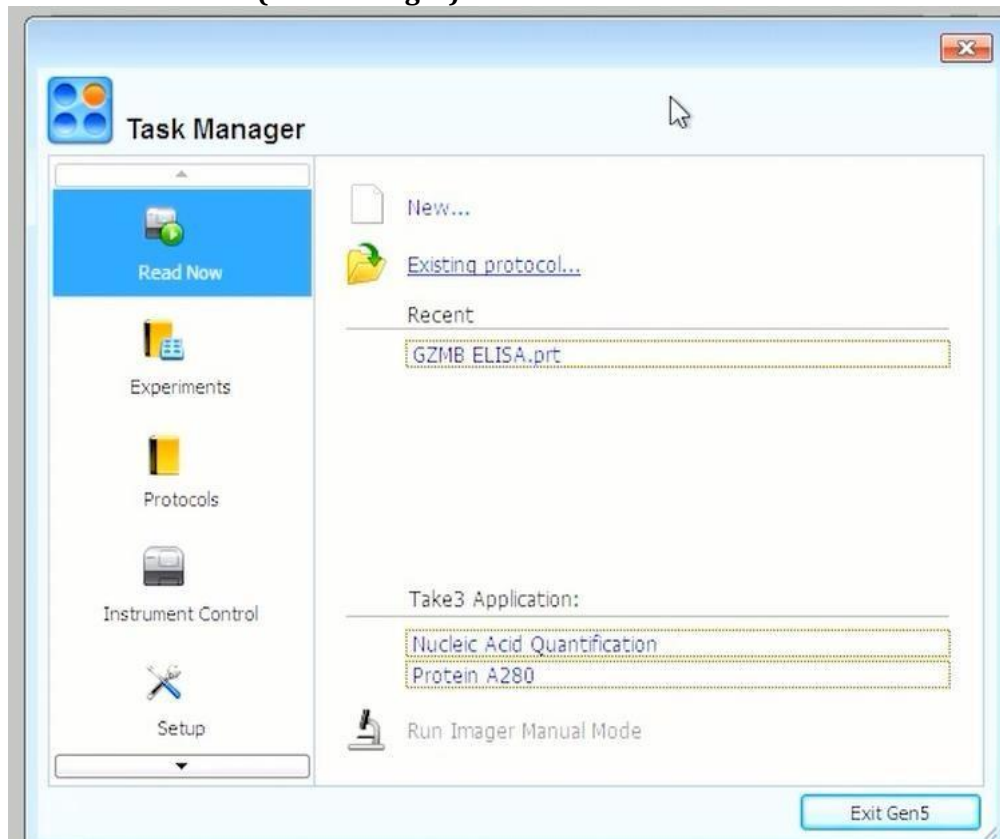 Task Manager
Read Now
Experiments
Protocols
Instrument Control
Setup
New...
Existing protocol...
Recent
GZMB ELISA.prt
Take3 Application:
Nucleic Acid Quantification
Protein A280
Run Imager Manual Mode
Exit Gen5